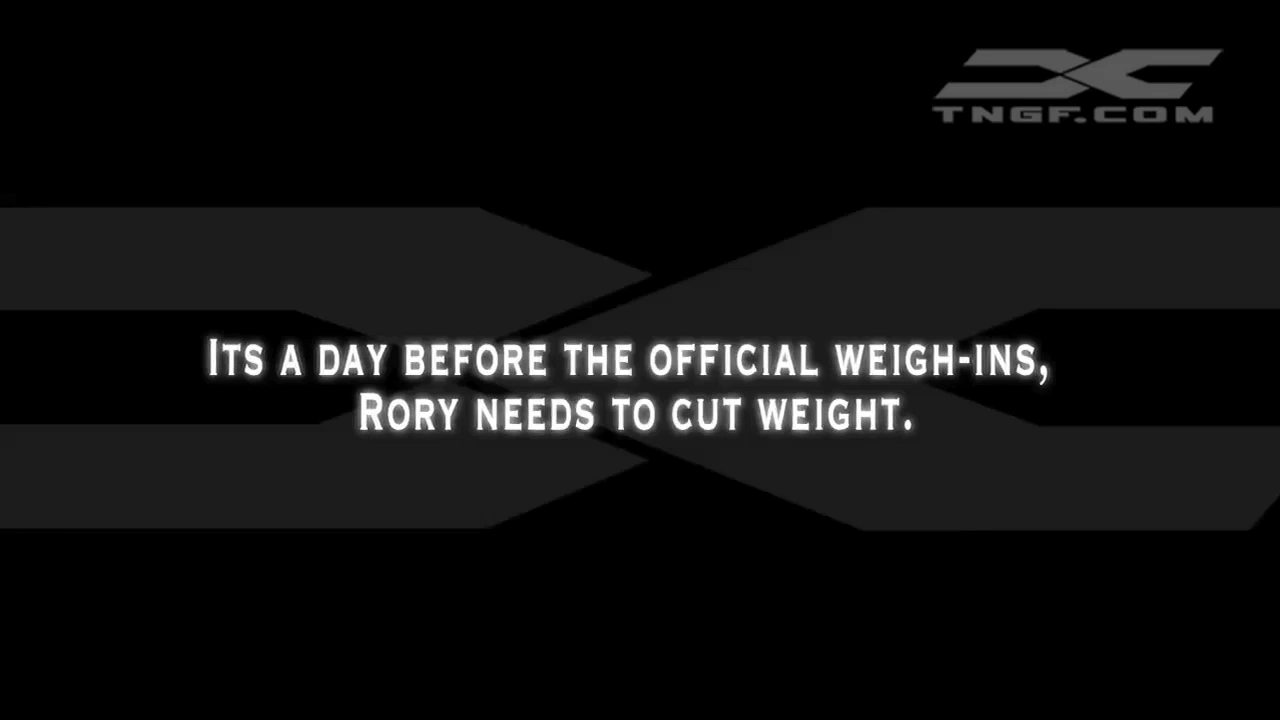 TNGF.COM
ITS A DAY BEFORE THE OFFICIAL WEIGH-INS,
RORY NEEDS TO CUT WEIGHT.